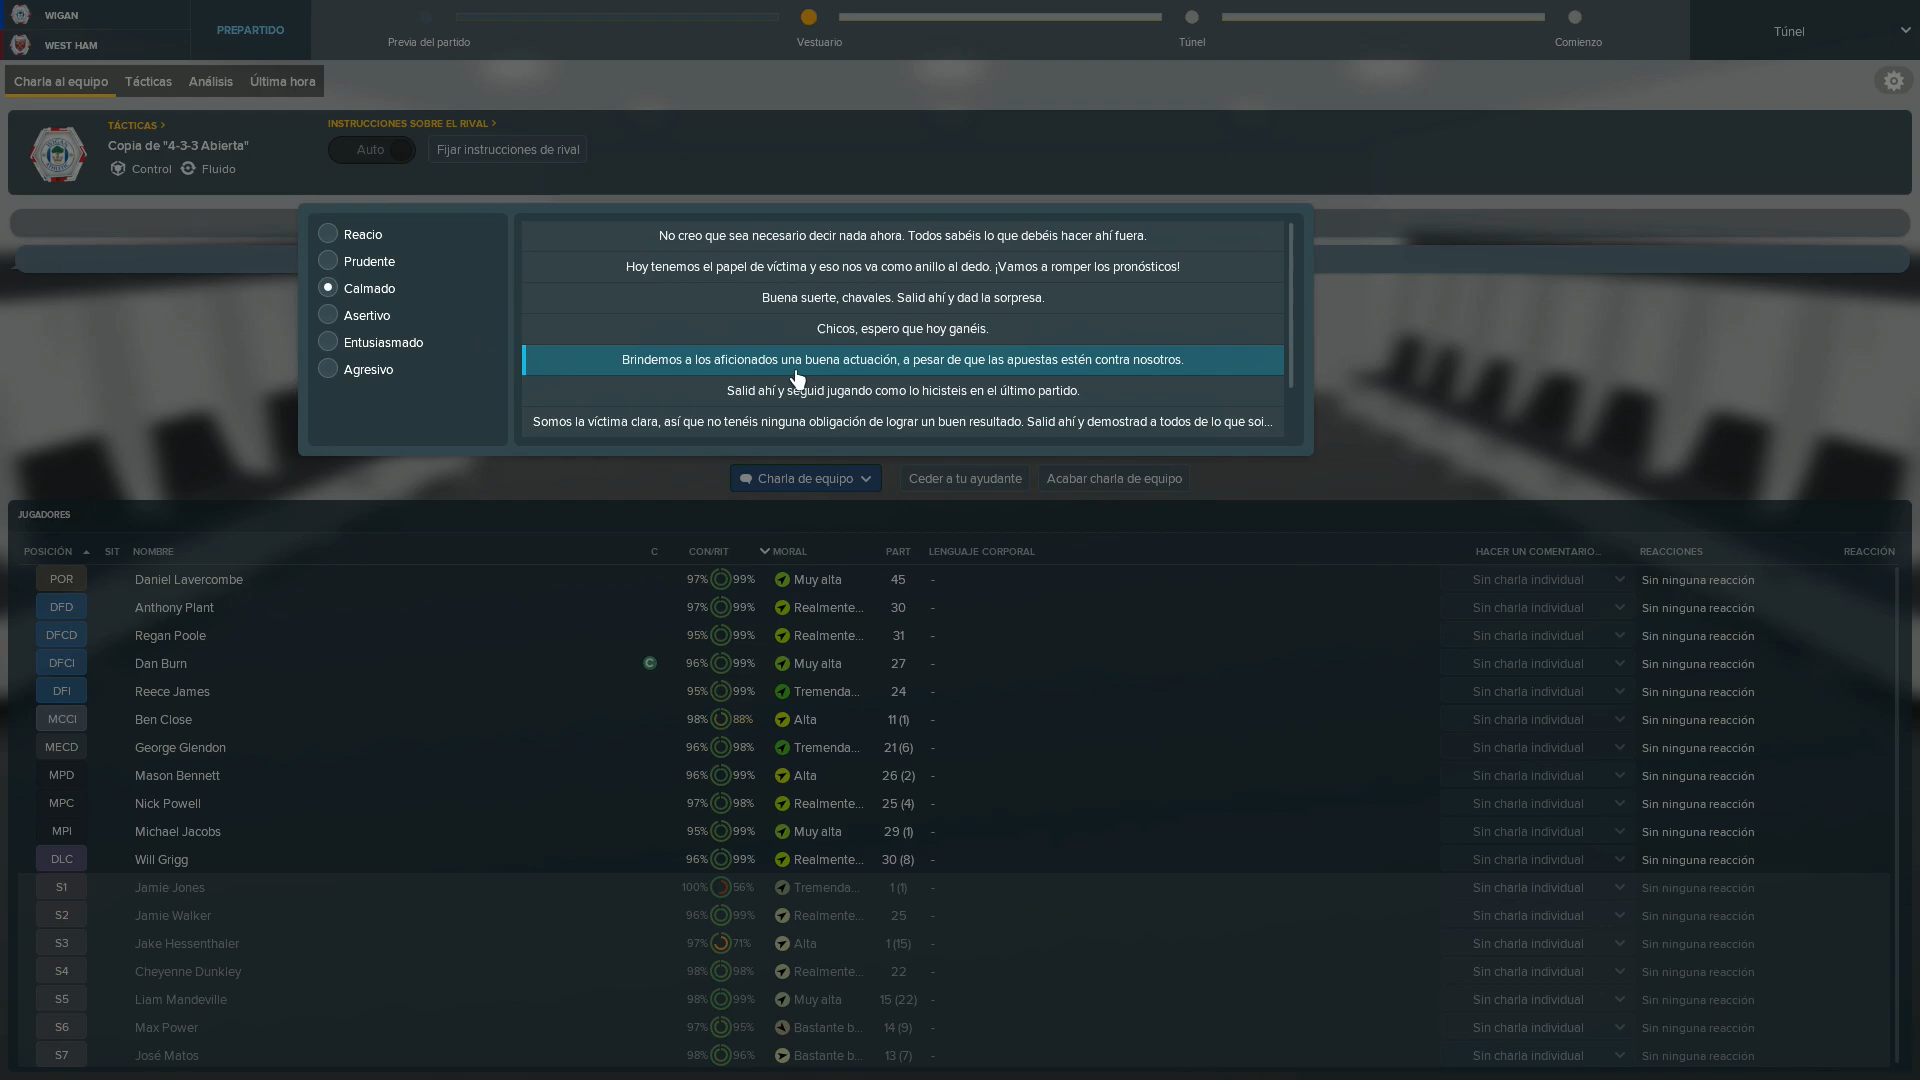 WIGAN
WEST HAM
PREPARTIDO
Previa del partido
Vestuario
Túnel
Comienzo
Túnel
Charla al equipo Tácticas Análisis Última hora
TÁCTICAS >
Copia de "4-3-3 Abierta"
Control Fluido
INSTRUCCIONES SOBRE EL RIVAL >
Auto Fijar instrucciones de rival
Reacio
Prudente
Calmado
Asertivo
Entusiasmado
Agresivo
No creo que sea necesario decir nada ahora. Todos sabéis lo que debéis hacer ahí fuera.
Hoy tenemos el papel de víctima y eso nos va como anillo al dedo. ¡Vamos a romper los pronósticos!
Buena suerte, chavales. Salid ahí y dad la sorpresa.
Chicos, espero que hoy ganéis.
Brindemos a los aficionados una buena actuación, a pesar de que las apuestas estén contra nosotros.
Salid ahí y seguid jugando como lo hicisteis en el último partido.
Somos la víctima clara, así que no tenéis ninguna obligación de lograr un buen resultado. Salid ahí y demostrad a todos de lo que soi...
Charla de equipo Ceder a tu ayudante Acabar charla de equipo
JUGADORES
POSICIÓN SIT NOMBRE C CON/RIT MORAL PART LENGUAJE CORPORAL HACER UN COMENTARIO... REACCIONES REACCIÓN
POR Daniel Lavercombe 97% 99% Muy alta 45 - Sin charla individual Sin ninguna reacción
DFD Anthony Plant 97% 99% Realmente... 30 - Sin charla individual Sin ninguna reacción
DFCD Regan Poole 95% 99% Realmente... 31 - Sin charla individual Sin ninguna reacción
DFCI Dan Burn C 96% 99% Muy alta 27 - Sin charla individual Sin ninguna reacción
DFI Reece James 95% 99% Tremenda... 24 - Sin charla individual Sin ninguna reacción
MCCI Ben Close 98% 88% Alta 11 (1) - Sin charla individual Sin ninguna reacción
MECD George Glendon 96% 98% Tremenda... 21 (6) - Sin charla individual Sin ninguna reacción
MPD Mason Bennett 96% 99% Alta 26 (2) - Sin charla individual Sin ninguna reacción
MPC Nick Powell 97% 98% Realmente... 25 (4) - Sin charla individual Sin ninguna reacción
MPI Michael Jacobs 95% 99% Muy alta 29 (1) - Sin charla individual Sin ninguna reacción
DLC Will Grigg 96% 99% Realmente... 30 (8) - Sin charla individual Sin ninguna reacción
S1 Jamie Jones 100% 56% Tremenda... 1 (1) - Sin charla individual Sin ninguna reacción
S2 Jamie Walker 96% 99% Realmente... 25 - Sin charla individual Sin ninguna reacción
S3 Jake Hessenthaler 97% 71% Alta 1 (15) - Sin charla individual Sin ninguna reacción
S4 Cheyenne Dunkley 98% 98% Realmente... 22 - Sin charla individual Sin ninguna reacción
S5 Liam Mandeville 98% 99% Muy alta 15 (22) - Sin charla individual Sin ninguna reacción
S6 Max Power 97% 95% Bastante b... 14 (9) - Sin charla individual Sin ninguna reacción
S7 José Matos 98% 96% Bastante b... 13 (7) - Sin charla individual Sin ninguna reacción